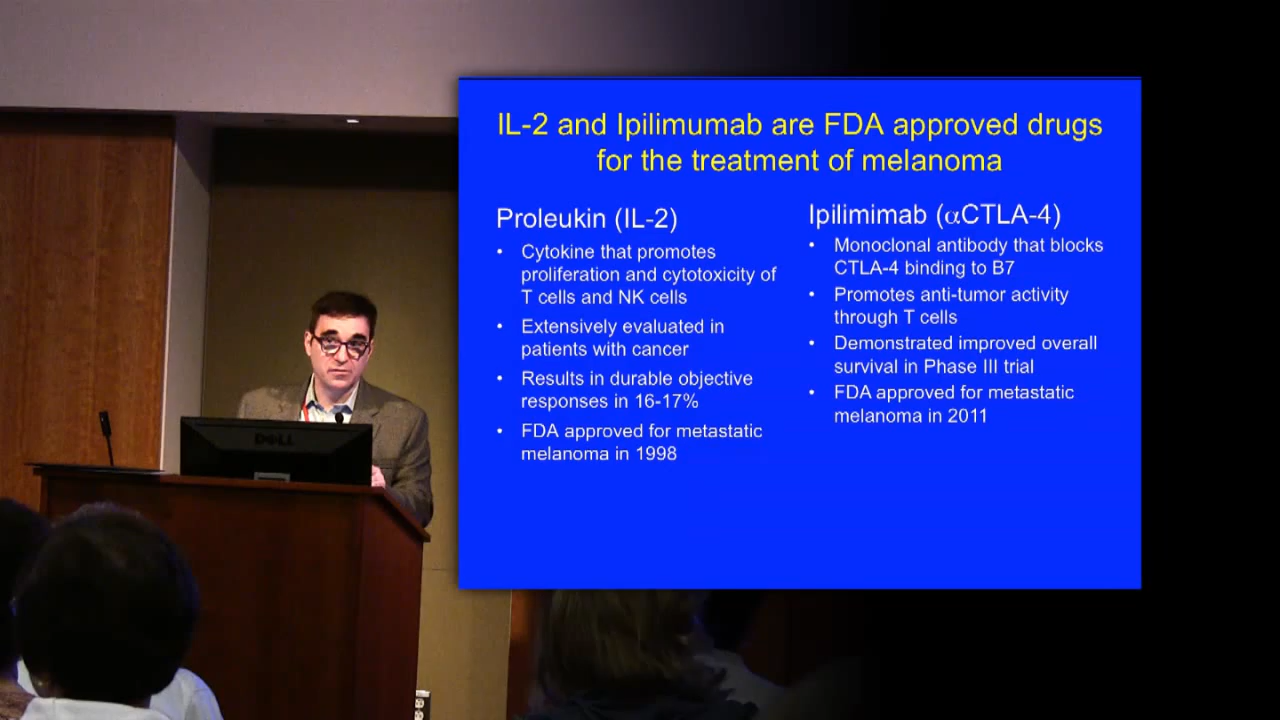 IL-2 and Ipilimumab are FDA approved drugs
for the treatment of melanoma
Proleukin (IL-2)
• Cytokine that promotes
proliferation and cytotoxicity of
T cells and NK cells
• Extensively evaluated in
patients with cancer
• Results in durable objective
responses in 16-17%
• FDA approved for metastatic
melanoma in 1998
Ipilimimab (αCTLA-4)
• Monoclonal antibody that blocks
CTLA-4 binding to B7
• Promotes anti-tumor activity
through T cells
• Demonstrated improved overall
survival in Phase III trial
• FDA approved for metastatic
melanoma in 2011
DELL